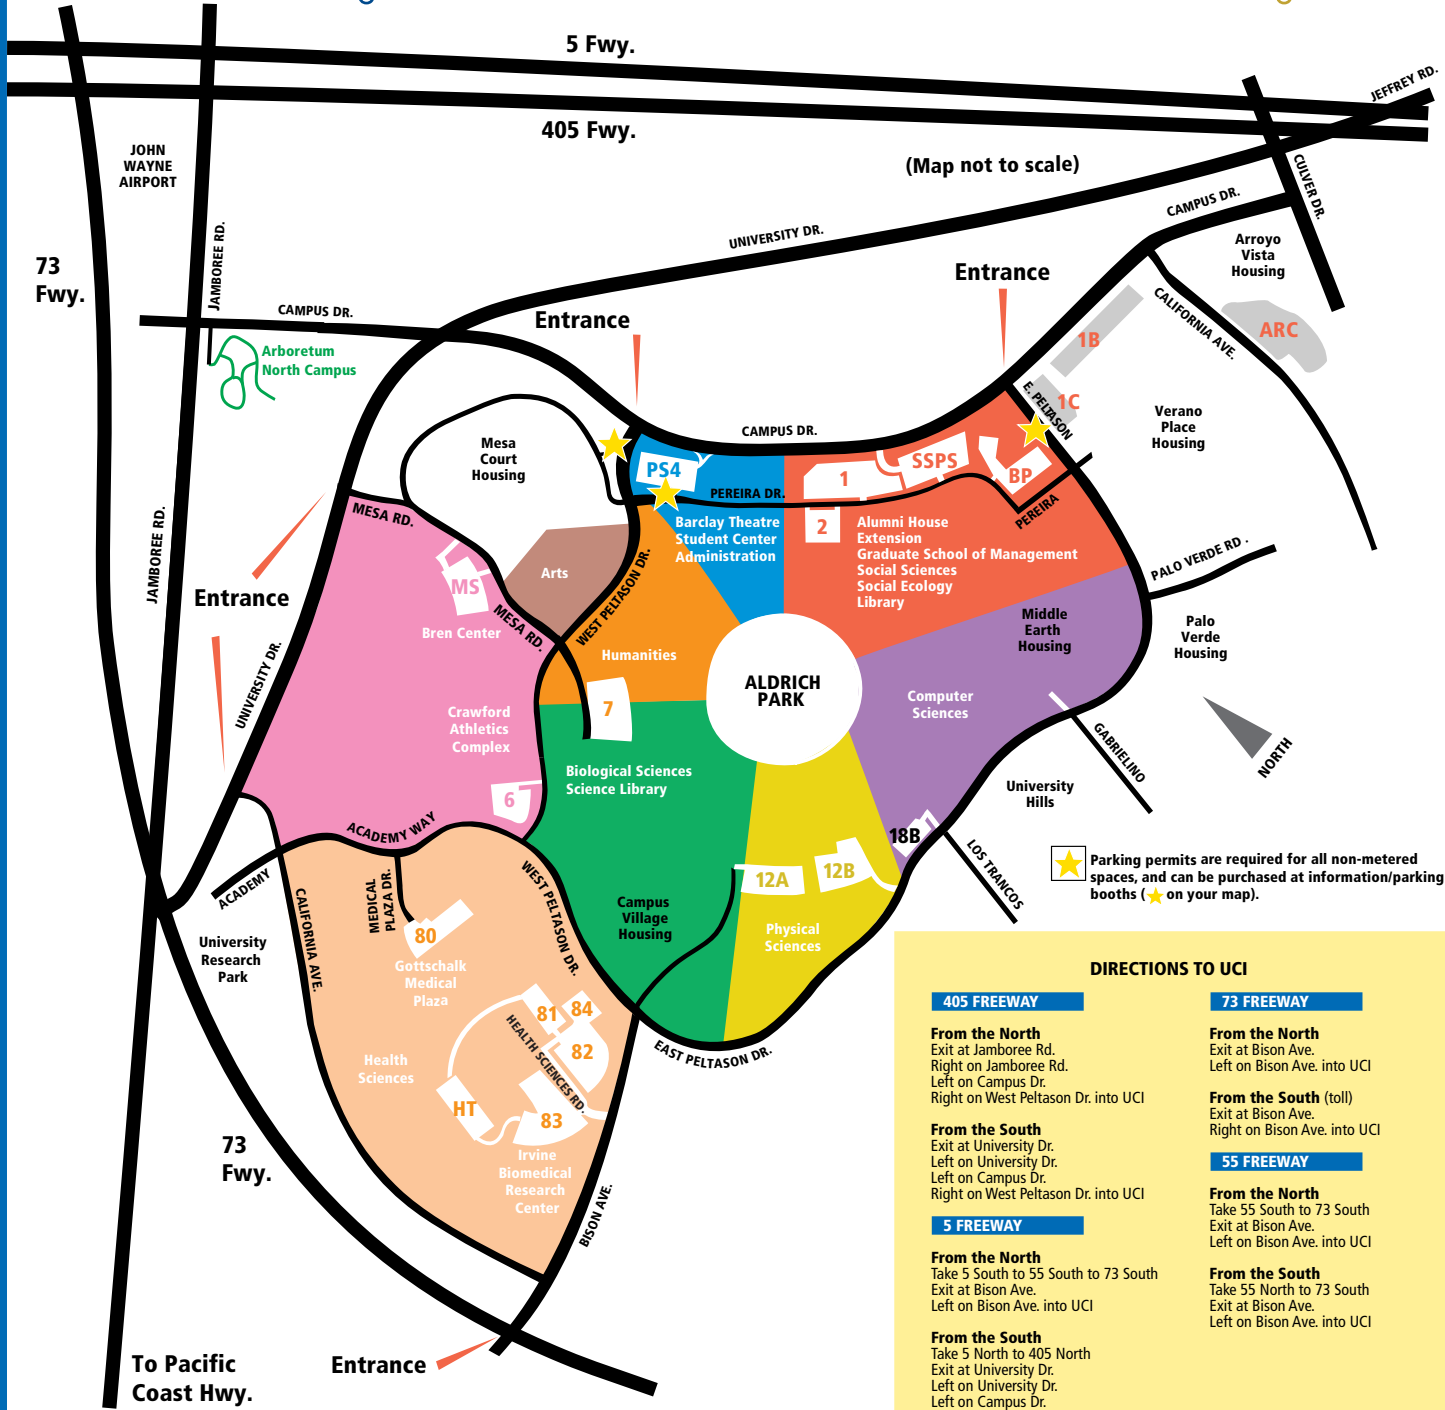 5 Fwy.
405 Fwy.
(Map not to scale)
JEFFREY RD.
CULVER DR.
CAMPUS DR.
JOHN
WAYNE
AIRPORT
JAMBOREE RD.
UNIVERSITY DR.
73
Fwy.
Arroyo
Vista
Housing
Entrance
CALIFORNIA AVE.
ARC
1B
CAMPUS DR.
Entrance
Arboretum
North Campus
E. PELTASON
1C
Verano
Place
Housing
Mesa
Court
Housing
CAMPUS DR.
PS4
PEREIRA DR.
1
SSPS
BP
PEREIRA
2
MESA RD.
Barclay Theatre
Student Center
Administration
Alumni House
Extension
Graduate School of Management
Social Sciences
Social Ecology
Library
JAMBOREE RD.
Entrance
Arts
WEST PELTASON DR.
MS
MESA RD.
Bren Center
PALO VERDE RD.
Middle
Earth
Housing
Palo
Verde
Housing
UNIVERSITY DR.
Humanities
ALDRICH
PARK
Computer
Sciences
7
Crawford
Athletics
Complex
GABRIELINO
NORTH
Biological Sciences
Science Library
University
Hills
6
ACADEMY WAY
18B
LOS TRANCOS
Parking permits are required for all non-metered
spaces, and can be purchased at information/parking
booths ( on your map).
ACADEMY
CALIFORNIA AVE.
MEDICAL
PLAZA DR.
WEST PELTASON DR.
12A
12B
Campus
Village
Housing
Physical
Sciences
University
Research
Park
80
Gottschalk
Medical
Plaza
81
84
HEALTH SCIENCES RD.
82
EAST PELTASON DR.
Health
Sciences
HT
83
73
Fwy.
Irvine
Biomedical
Research
Center
BISON AVE.
To Pacific
Coast Hwy.
Entrance
DIRECTIONS TO UCI
405 FREEWAY
From the North
Exit at Jamboree Rd.
Right on Jamboree Rd.
Left on Campus Dr.
Right on West Peltason Dr. into UCI
From the South
Exit at University Dr.
Left on University Dr.
Left on Campus Dr.
Right on West Peltason Dr. into UCI
5 FREEWAY
From the North
Take 5 South to 55 South to 73 South
Exit at Bison Ave.
Left on Bison Ave. into UCI
From the South
Take 5 North to 405 North
Exit at University Dr.
Left on University Dr.
Left on Campus Dr.
73 FREEWAY
From the North
Exit at Bison Ave.
Left on Bison Ave. into UCI
From the South (toll)
Exit at Bison Ave.
Right on Bison Ave. into UCI
55 FREEWAY
From the North
Take 55 South to 73 South
Exit at Bison Ave.
Left on Bison Ave. into UCI
From the South
Take 55 North to 73 South
Exit at Bison Ave.
Left on Bison Ave. into UCI